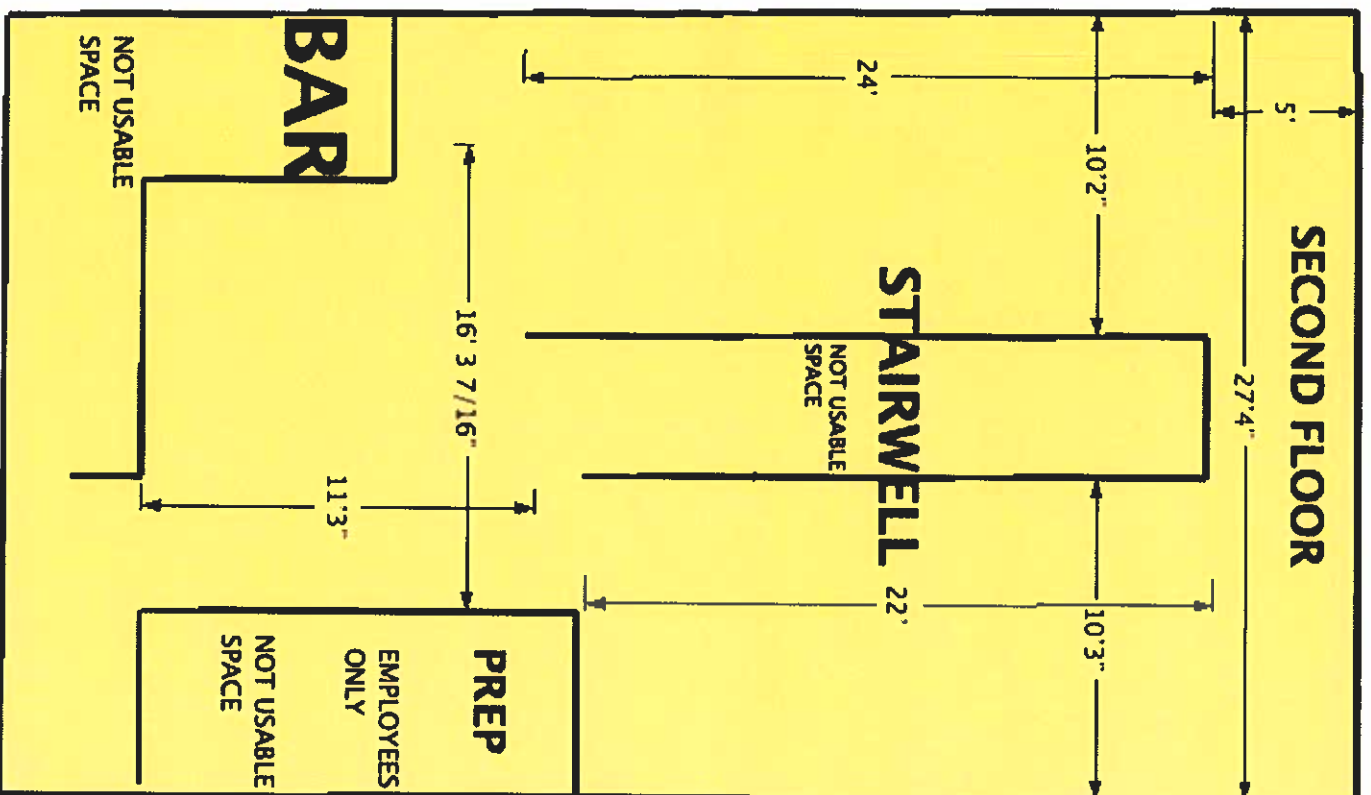 SECOND FLOOR
27'4"
5'
24'
10'2"
10'3"
STAIRWELL
NOT USABLE
SPACE
22'
16' 3 7/16"
11'3"
BAR
NOT USABLE
SPACE
PREP
EMPLOYEES
ONLY
NOT USABLE
SPACE